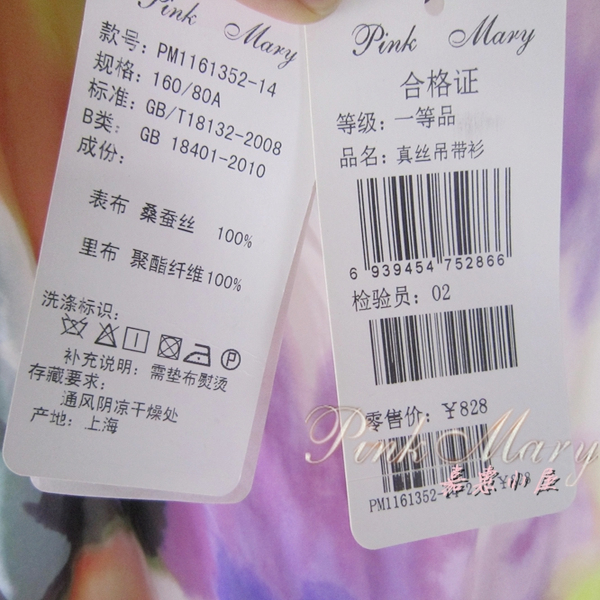 Pink Mary
款号: PM1161352-14
规格: 160/80A
标准: GB/T18132-2008
B类: GB 18401-2010
成份:
表布 桑蚕丝 100%
里布 聚酯纤维100%
洗涤标识:
P
补充说明: 需垫布熨烫
存藏要求:
通风阴凉干燥处
产地: 上海
Pink Mary
合格证
等级: 一等品
品名: 真丝吊带衫
6 939454 752866
检验员: 02
零售价: ¥828
Pink Mary
PM1161352
¥828